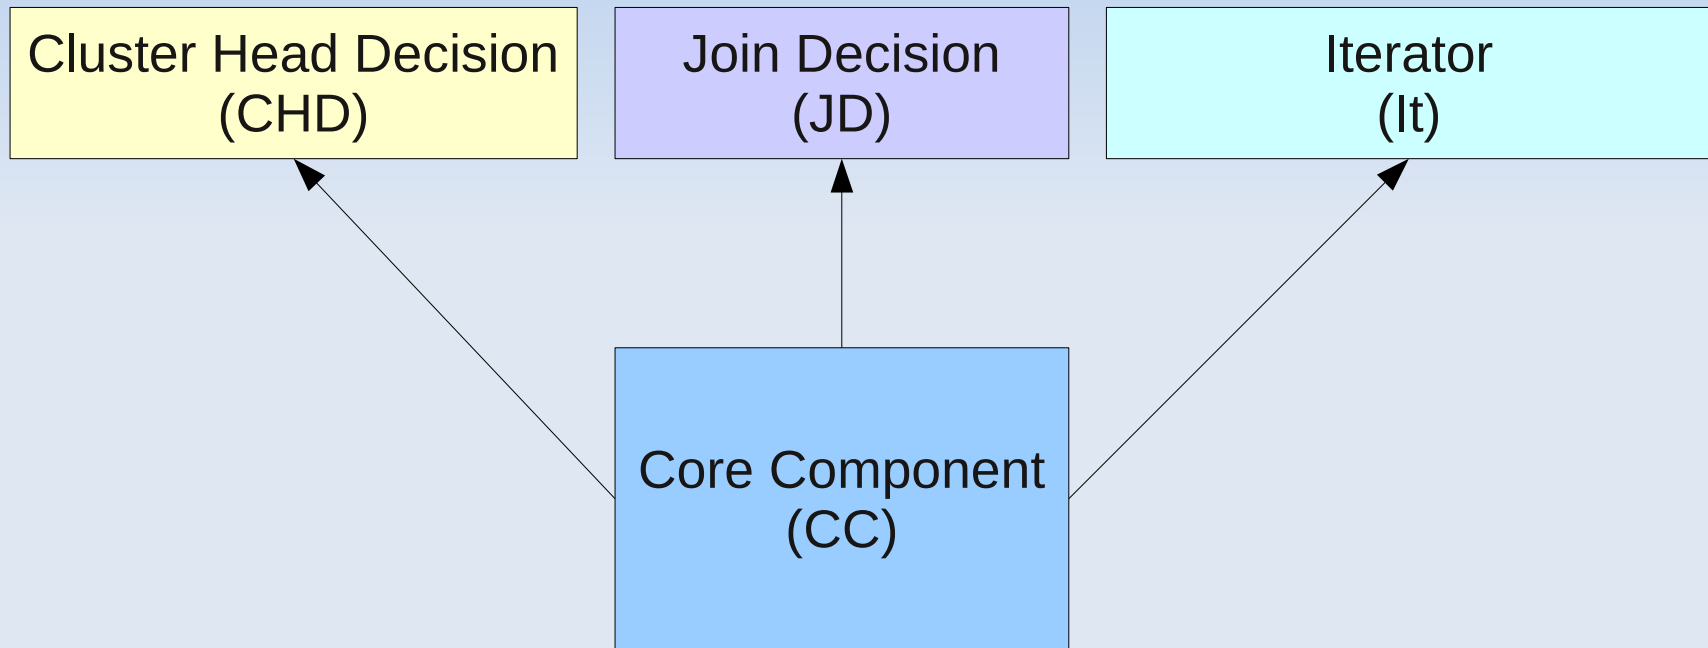 Cluster Head Decision
(CHD)
Join Decision
(JD)
Iterator
(It)
Core Component
(CC)